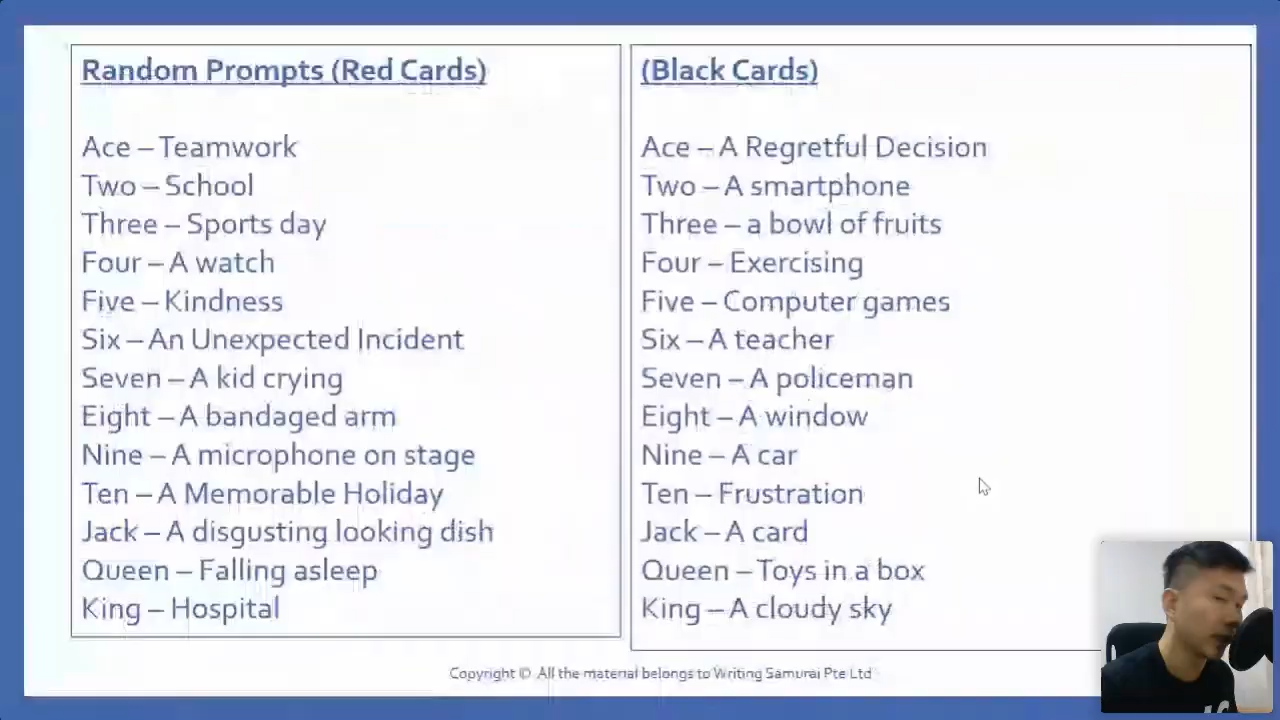 Random Prompts (Red Cards)
Ace – Teamwork
Two – School
Three – Sports day
Four – A watch
Five – Kindness
Six – An Unexpected Incident
Seven – A kid crying
Eight – A bandaged arm
Nine – A microphone on stage
Ten – A Memorable Holiday
Jack – A disgusting looking dish
Queen – Falling asleep
King – Hospital
(Black Cards)
Ace – A Regretful Decision
Two – A smartphone
Three – a bowl of fruits
Four – Exercising
Five – Computer games
Six – A teacher
Seven – A policeman
Eight – A window
Nine – A car
Ten – Frustration
Jack – A card
Queen – Toys in a box
King – A cloudy sky
Copyright © All the material belongs to Writing Samurai Pte Ltd